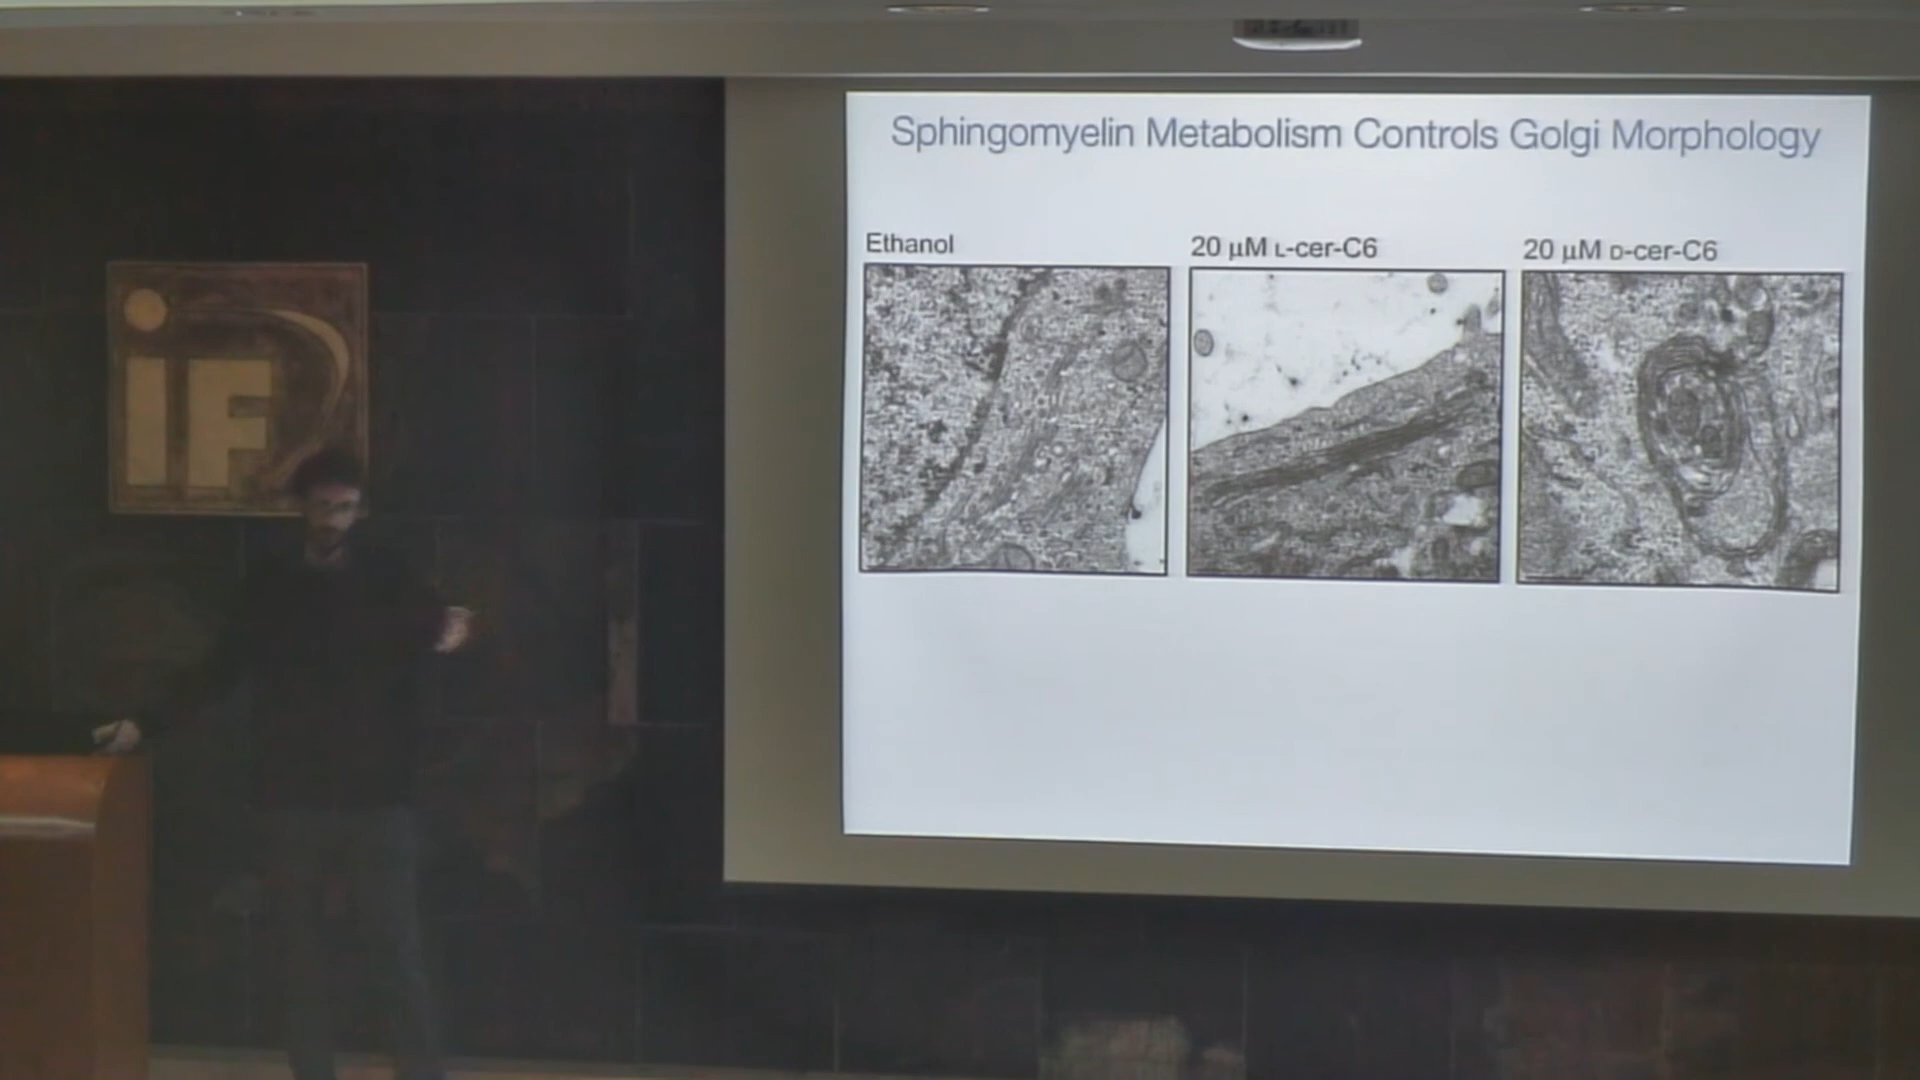 Sphingomyelin Metabolism Controls Golgi Morphology
Ethanol
20 μM L-cer-C6
20 μM D-cer-C6
iF